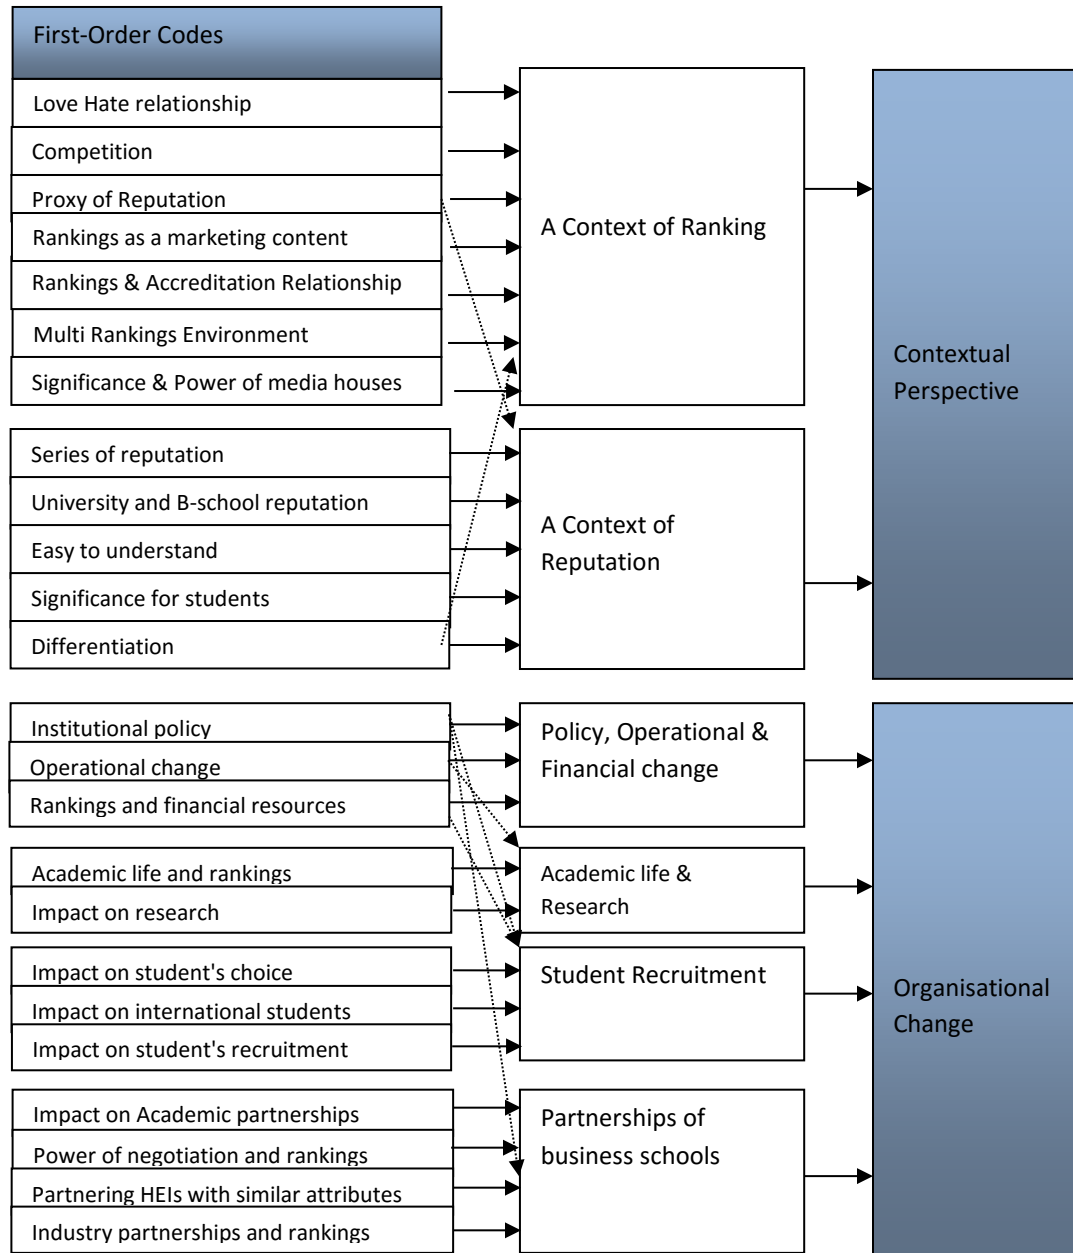 First-Order Codes
Love Hate relationship
Competition
Proxy of Reputation
Rankings as a marketing content
Rankings & Accreditation Relationship
Multi Rankings Environment
Significance & Power of media houses
A Context of Ranking
Series of reputation
University and B-school reputation
Easy to understand
Significance for students
Differentiation
A Context of
Reputation
Contextual
Perspective
Institutional policy
Operational change
Rankings and financial resources
Policy, Operational &
Financial change
Academic life and rankings
Impact on research
Academic life &
Research
Impact on student's choice
Impact on international students
Impact on student's recruitment
Student Recruitment
Impact on Academic partnerships
Power of negotiation and rankings
Partnering HEIs with similar attributes
Industry partnerships and rankings
Partnerships of
business schools
Organisational
Change